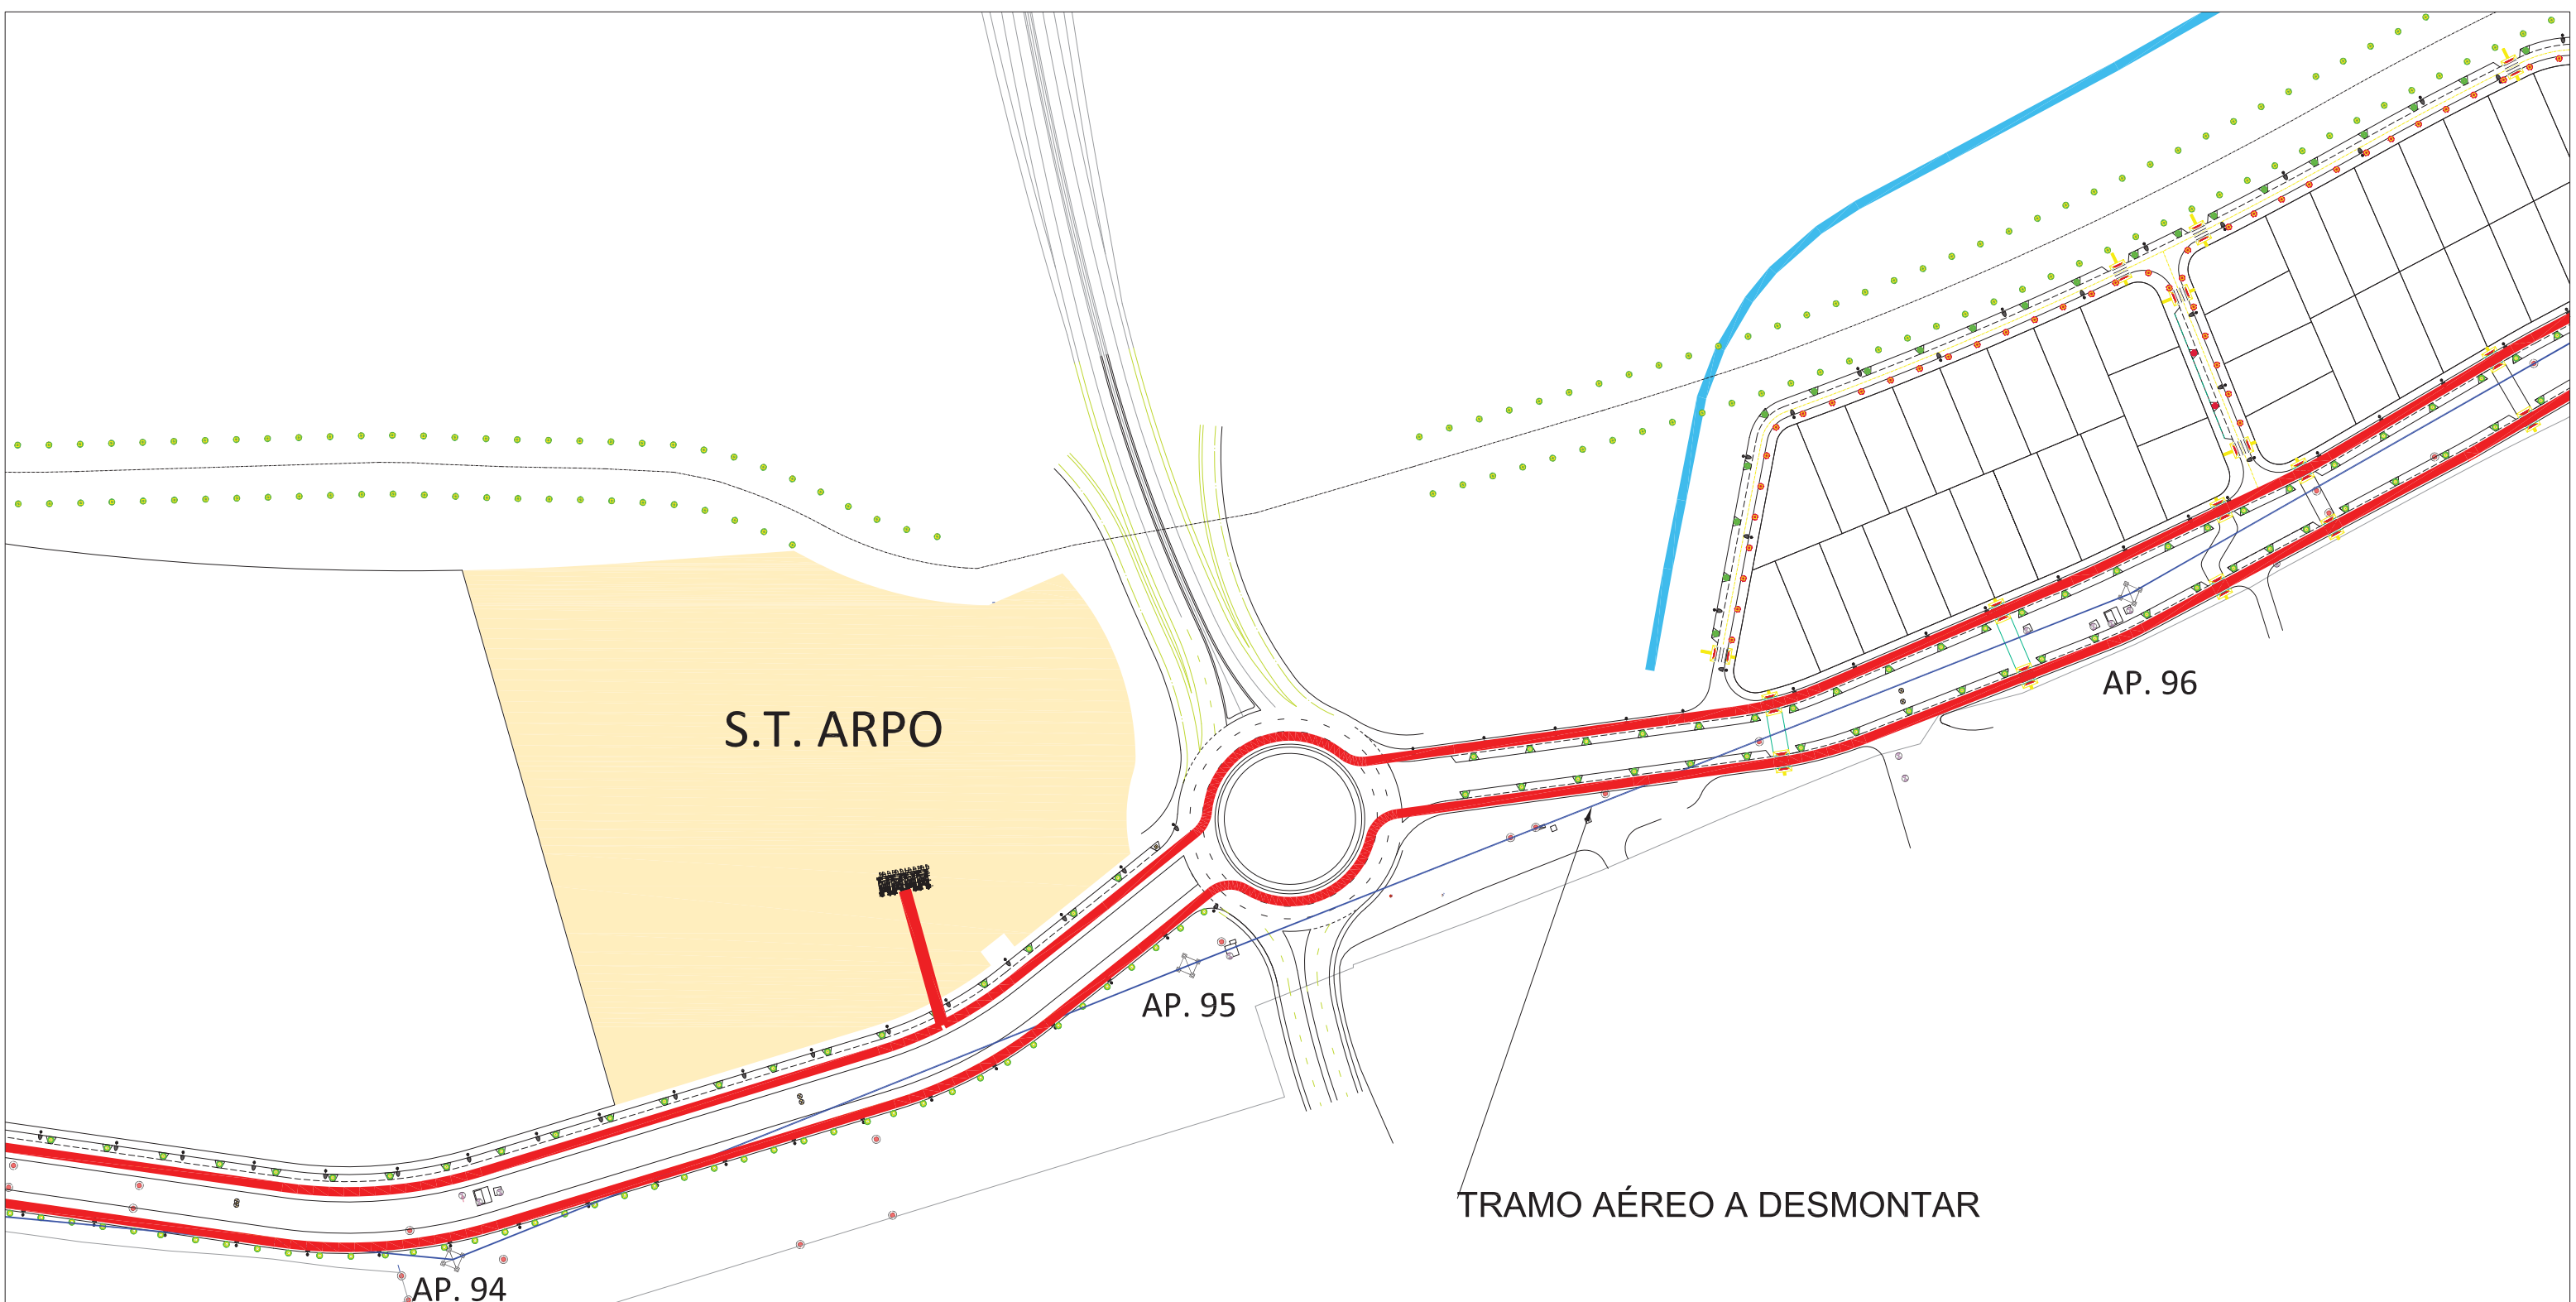 S.T. ARPO
AP. 96
AP. 95
TRAMO AÉREO A DESMONTAR
AP. 94